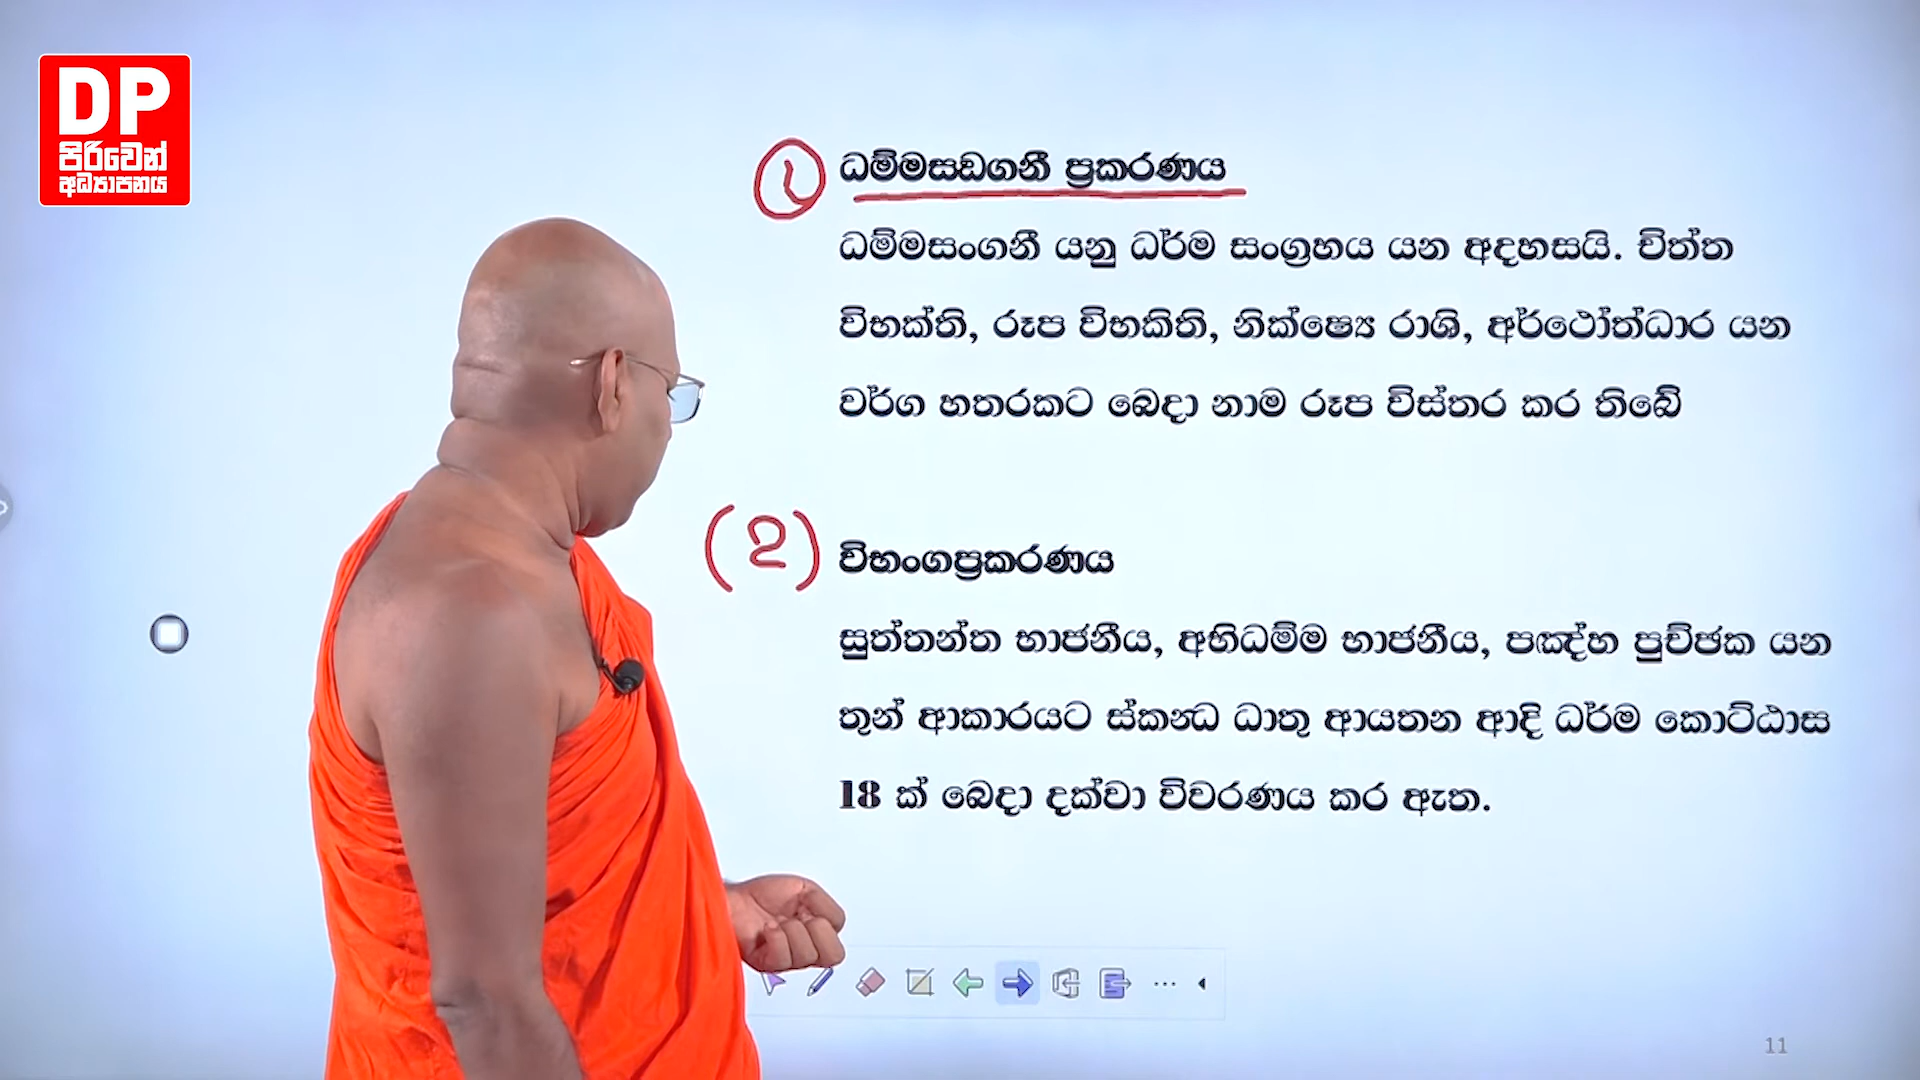 DP
පිරිවෙන්
අධ්‍යාපනය
1 ධම්මසඩගනී ප්‍රකරණය
ධම්මසංගනී යනු ධර්ම සංග්‍රහය යන අදහසයි. චිත්ත
විභක්ති, රූප විභකිති, නික්ෂ්‍යෙ රාශි, අර්ථෝත්ධාර යන
වර්ග හතරකට බෙදා නාම රූප විස්තර කර තිබේ
(2) විභංගප්‍රකරණය
සුත්තන්ත භාජනීය, අභිධම්ම භාජනීය, පඤ්හ පුච්ඡක යන
තුන් ආකාරයට ස්කන්ධ ධාතු ආයතන ආදි ධර්ම කොට්ඨාස
18 ක් බෙදා දක්වා විවරණය කර ඇත.
11